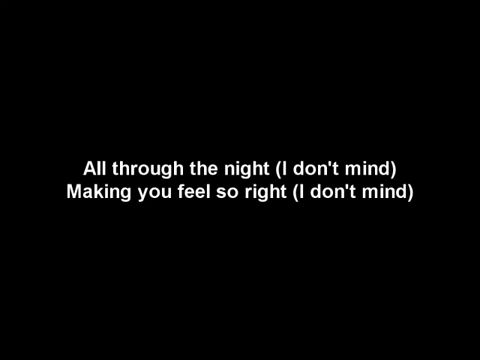 All through the night (I don't mind)
Making you feel so right (I don't mind)